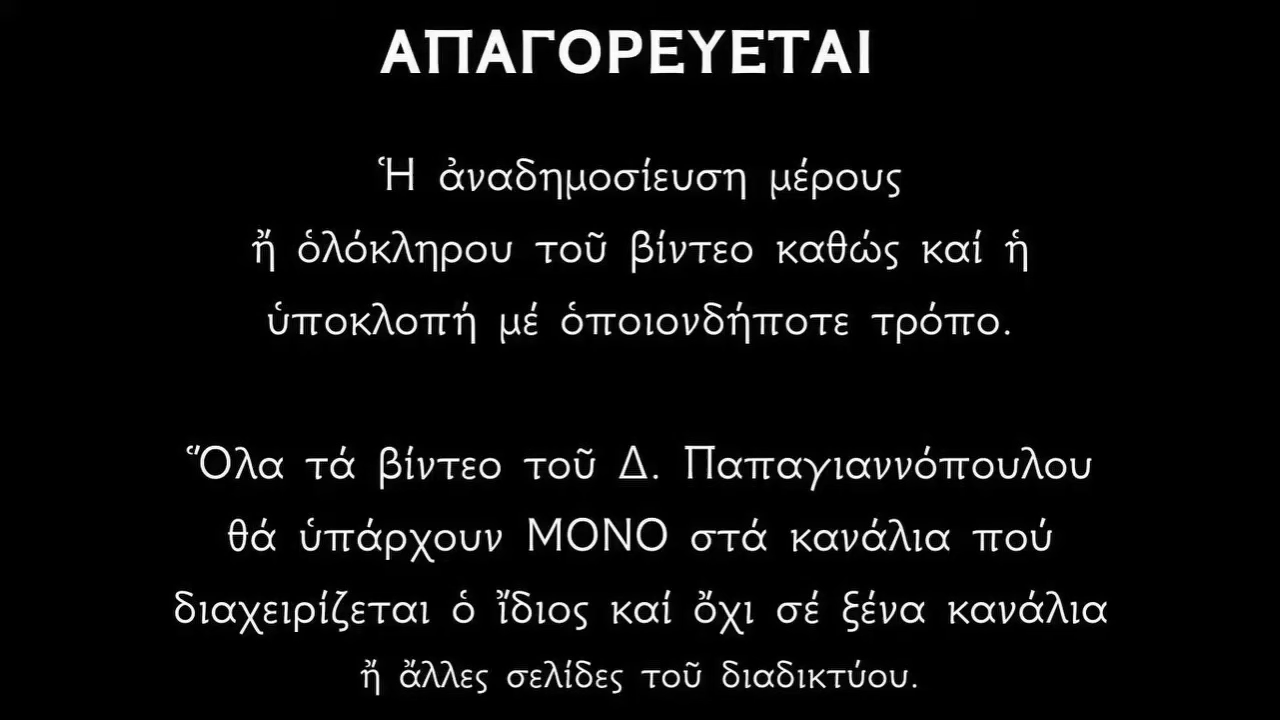 ΑΠΑΓΟΡΕΥΕΤΑΙ
Ἡ ἀναδημοσίευση μέρους
ἤ ὁλόκληρου τοῦ βίντεο καθώς καί ἡ
ὑποκλοπή μέ ὁποιονδήποτε τρόπο.
Ὅλα τά βίντεο τοῦ Δ. Παπαγιαννόπουλου
θά ὑπάρχουν ΜΟΝΟ στά κανάλια πού
διαχειρίζεται ὁ ἴδιος καί ὄχι σέ ξένα κανάλια
ἤ ἄλλες σελίδες τοῦ διαδικτύου.